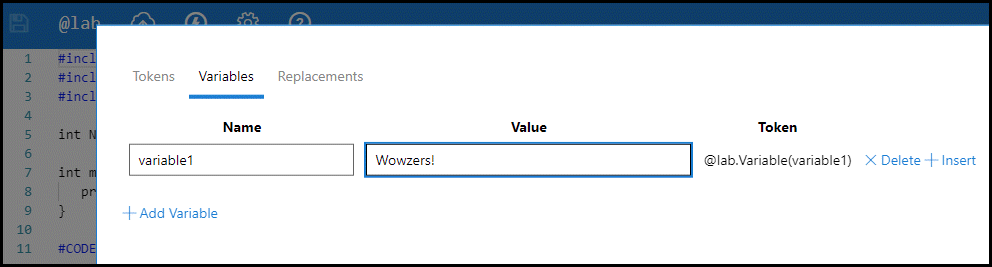 @lab
Tokens Variables Replacements
Name Value Token
variable1 Wowzers! @lab.Variable(variable1) Delete Insert
Add Variable
1 #incl
2 #incl
3 #incl
4
5 int N
6
7 int m
8 pr
9 }
10
11 #CODE